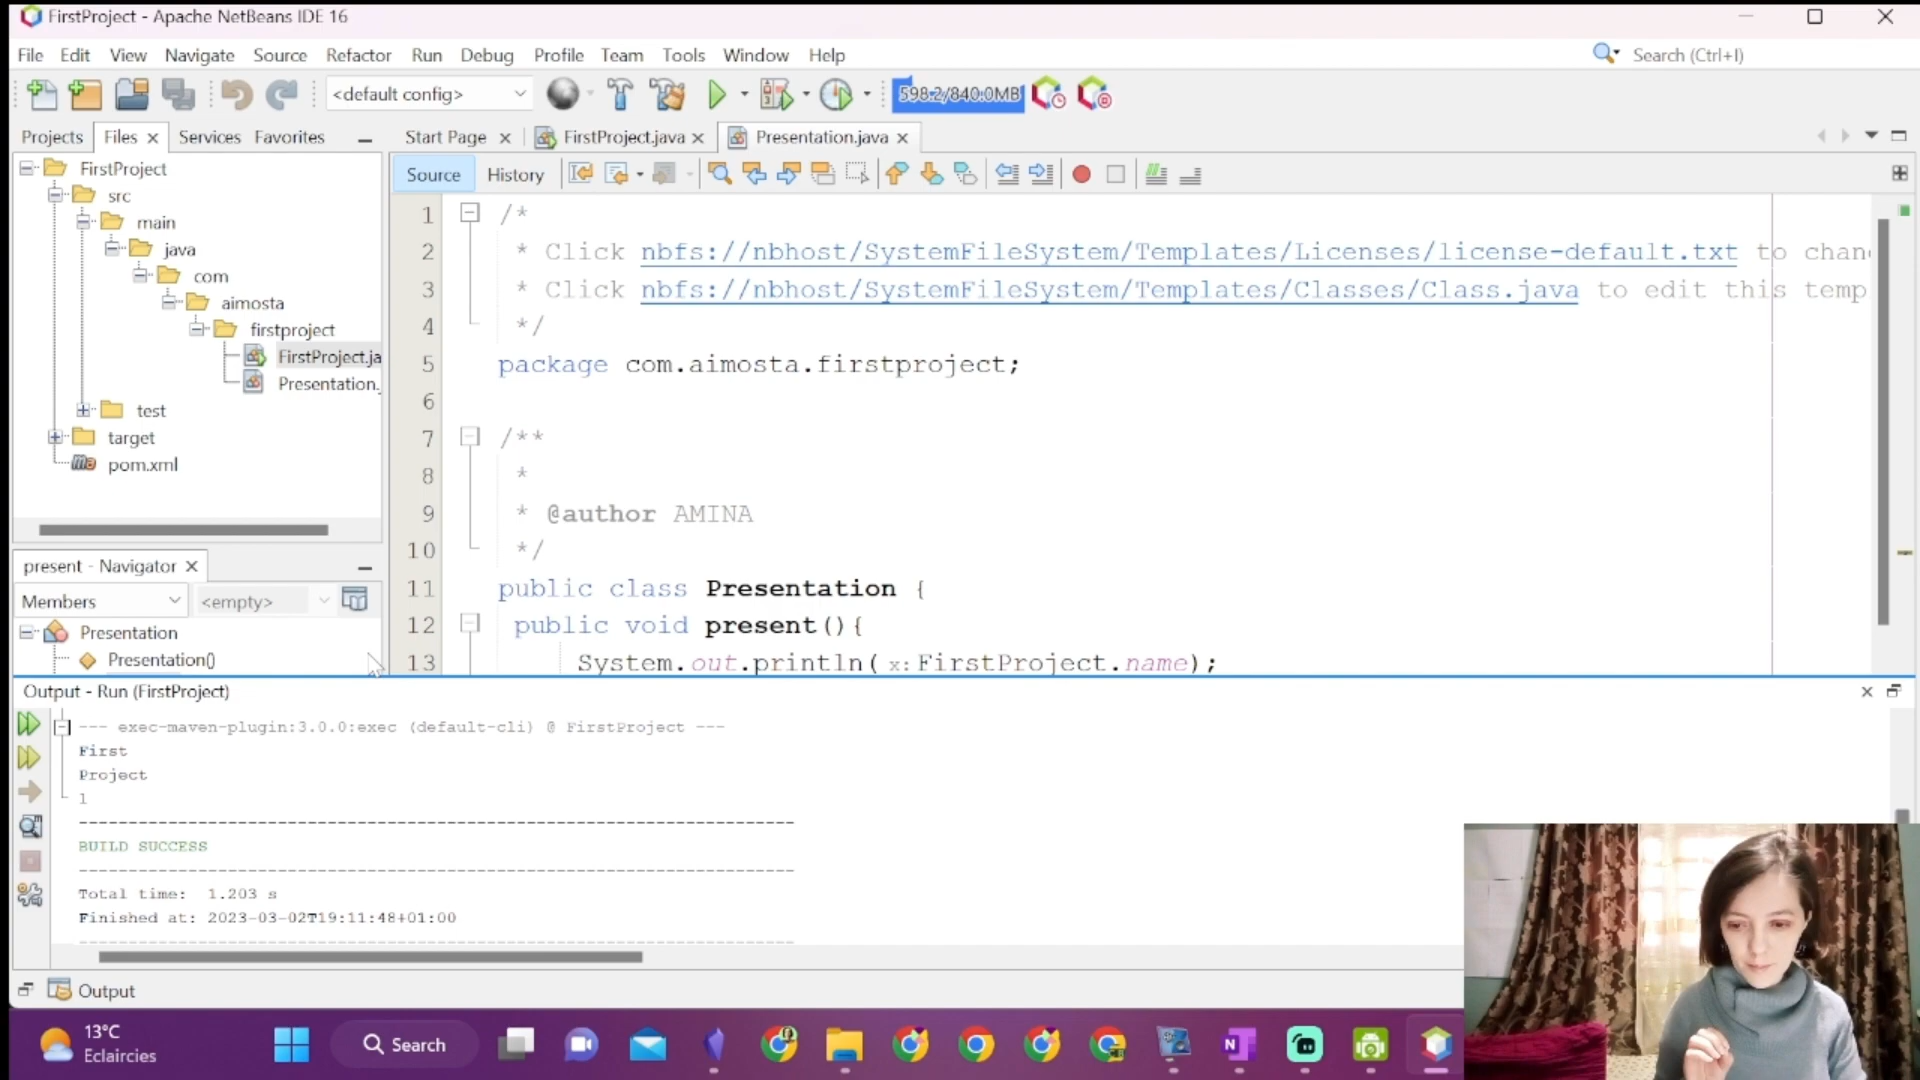 FirstProject - Apache NetBeans IDE 16
File Edit View Navigate Source Refactor Run Debug Profile Team Tools Window Help
Search (Ctrl+I)
<default config>
598.2/840.0MB
Projects Files Services Favorites
Start Page FirstProject.java Presentation.java
FirstProject
src
main
java
com
aimosta
firstproject
FirstProject.ja
Presentation.
test
target
pom.xml
Source History
1 /*
2 * Click nbfs://nbhost/SystemFileSystem/Templates/Licenses/license-default.txt to chan
3 * Click nbfs://nbhost/SystemFileSystem/Templates/Classes/Class.java to edit this temp
4 */
5 package com.aimosta.firstproject;
6
7 /**
8 *
9 * @author AMINA
10 */
11 public class Presentation {
12 public void present(){
13 System.out.println( x: FirstProject.name);
present - Navigator
Members <empty>
Presentation
Presentation()
Output - Run (FirstProject)
--- exec-maven-plugin:3.0.0:exec (default-cli) @ FirstProject ---
First
Project
1
------------------------------------------------------------------------
BUILD SUCCESS
------------------------------------------------------------------------
Total time: 1.203 s
Finished at: 2023-03-02T19:11:48+01:00
------------------------------------------------------------------------
Output
13°C
Eclaircies
Search